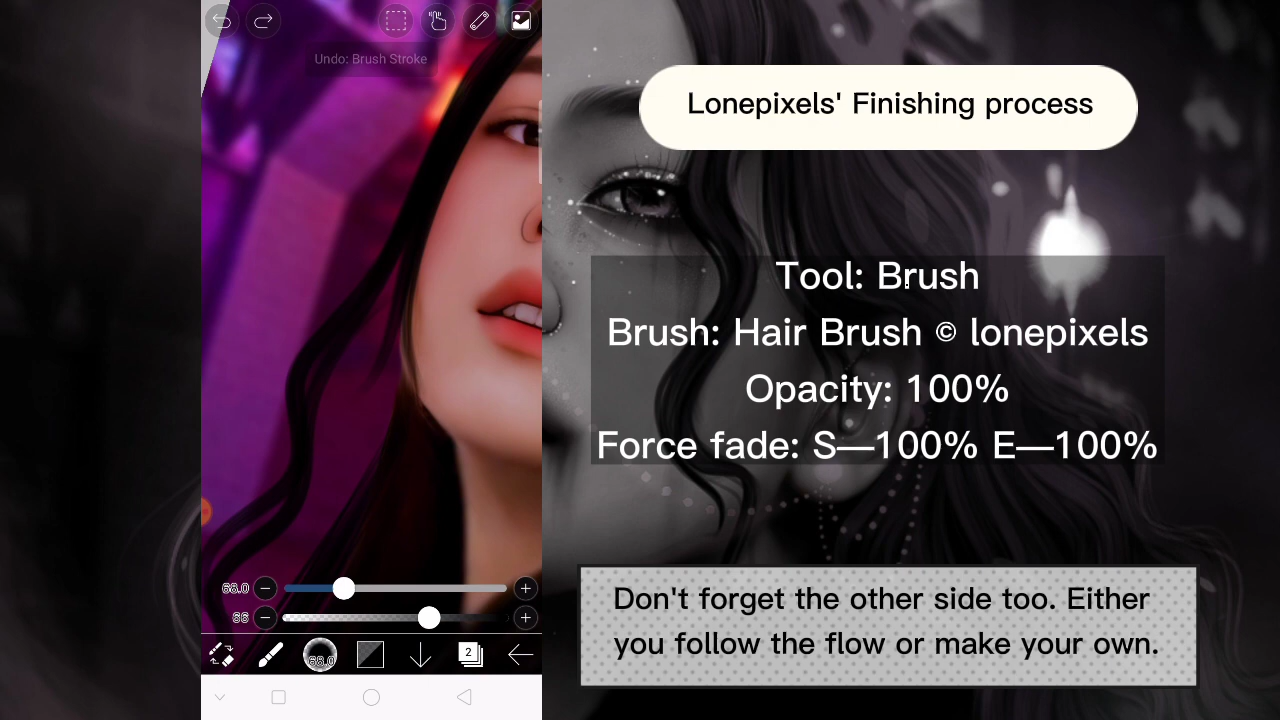 Undo: Brush Stroke
Lonepixels' Finishing process
Tool: Brush
Brush: Hair Brush © lonepixels
Opacity: 100%
Force fade: S—100% E—100%
68.0
86
68.0
2
Don't forget the other side too. Either
you follow the flow or make your own.